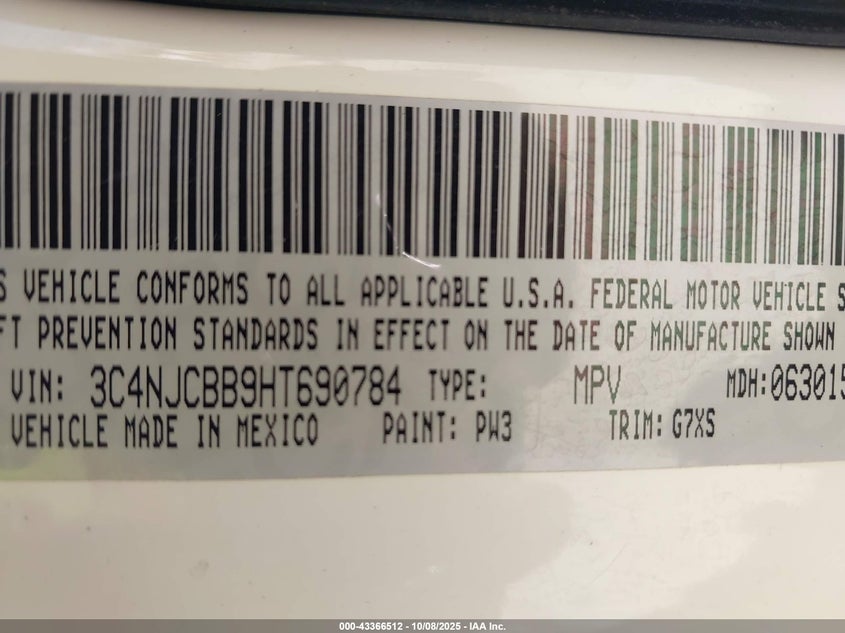 S VEHICLE CONFORMS TO ALL APPLICABLE U.S.A. FEDERAL MOTOR VEHICLE S
FT PREVENTION STANDARDS IN EFFECT ON THE DATE OF MANUFACTURE SHOWN
VIN: 3C4NJCBB9HT690784 TYPE: MPV MDH:063015
VEHICLE MADE IN MEXICO PAINT: PW3 TRIM: G7XS
000-43366512 | 10/08/2025 - IAA Inc.